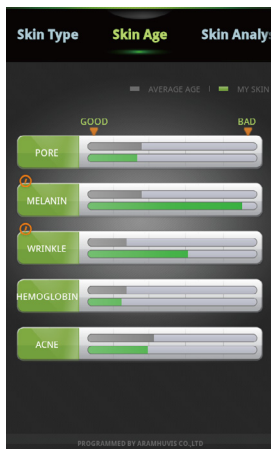 Skin Type Skin Age Skin Analys
AVERAGE AGE | MY SKIN
GOOD BAD
PORE
MELANIN
WRINKLE
HEMOGLOBIN
ACNE
PROGRAMMED BY ARAMHUVIS CO.,LTD